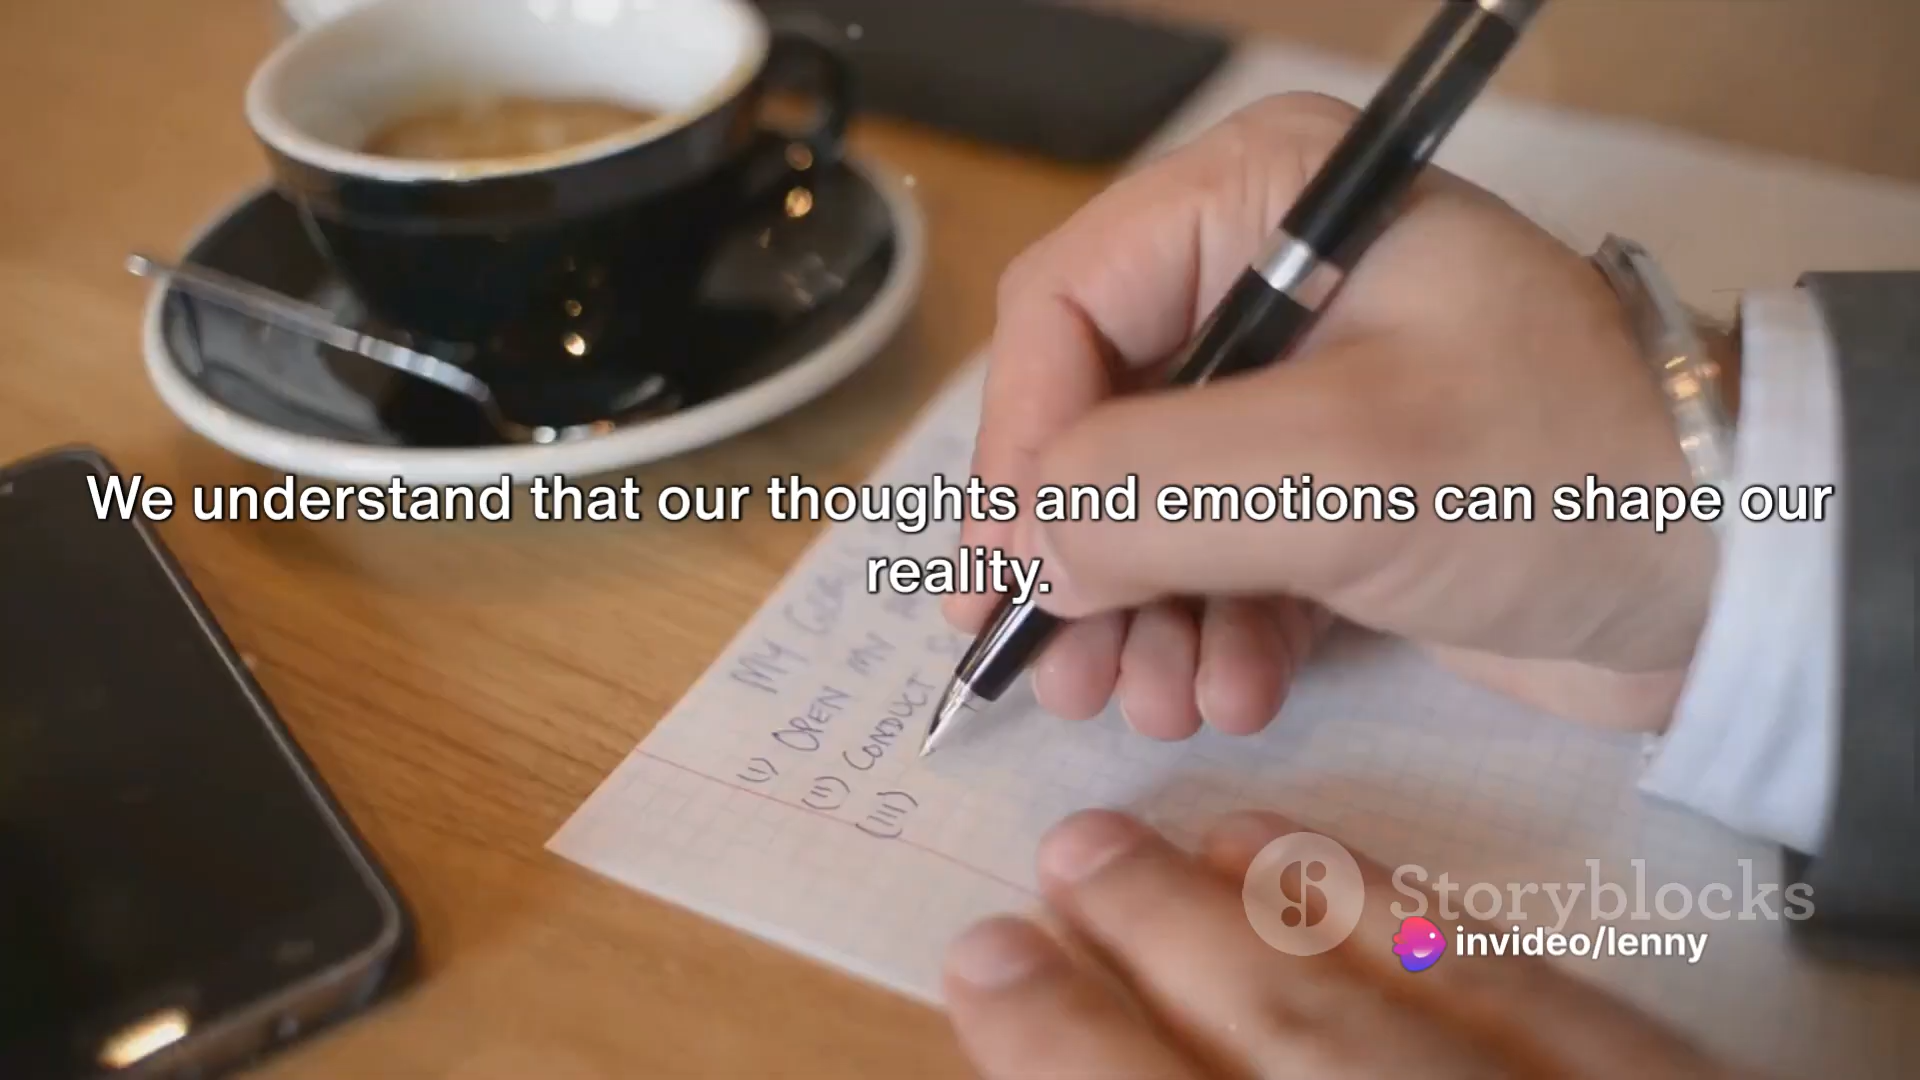 We understand that our thoughts and emotions can shape our
reality.
MY
(I) OPEN MY
(II) CONDUCT
(III)
Storyblocks
invideo/lenny